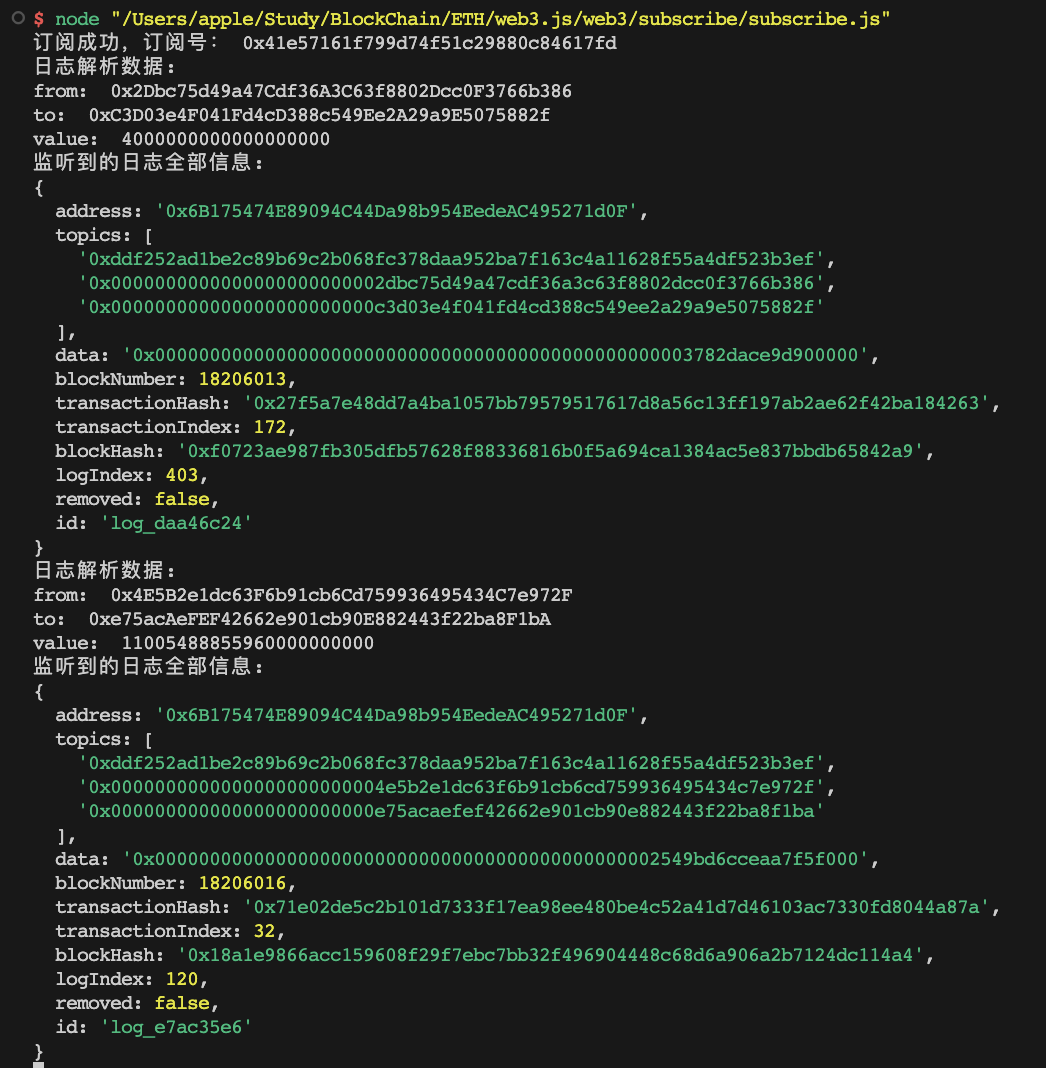 $ node "/Users/apple/Study/BlockChain/ETH/web3.js/web3/subscribe/subscribe.js"
订阅成功, 订阅号: 0x41e57161f799d74f51c29880c84617fd
日志解析数据:
from: 0x2Dbc75d49a47Cdf36A3C63f8802Dcc0F3766b386
to: 0xC3D03e4F041Fd4cD388c549Ee2A29a9E5075882f
value: 4000000000000000000
监听到的日志全部信息:
{
address: '0x6B175474E89094C44Da98b954EedeAC495271d0F',
topics: [
'0xddf252ad1be2c89b69c2b068fc378daa952ba7f163c4a11628f55a4df523b3ef',
'0x0000000000000000000000002dbc75d49a47cdf36a3c63f8802dcc0f3766b386',
'0x000000000000000000000000c3d03e4f041fd4cd388c549ee2a29a9e5075882f'
],
data: '0x0000000000000000000000000000000000000000000000003782dace9d900000',
blockNumber: 18206013,
transactionHash: '0x27f5a7e48dd7a4ba1057bb79579517617d8a56c13ff197ab2ae62f42ba184263',
transactionIndex: 172,
blockHash: '0xf0723ae987fb305dfb57628f88336816b0f5a694ca1384ac5e837bbdb65842a9',
logIndex: 403,
removed: false,
id: 'log_daa46c24'
}
日志解析数据:
from: 0x4E5B2e1dc63F6b91cb6Cd759936495434C7e972F
to: 0xe75acAeFEF42662e901cb90E882443f22ba8F1bA
value: 11005488855960000000000
监听到的日志全部信息:
{
address: '0x6B175474E89094C44Da98b954EedeAC495271d0F',
topics: [
'0xddf252ad1be2c89b69c2b068fc378daa952ba7f163c4a11628f55a4df523b3ef',
'0x0000000000000000000000004e5b2e1dc63f6b91cb6cd759936495434c7e972f',
'0x000000000000000000000000e75acaefef42662e901cb90e882443f22ba8f1ba'
],
data: '0x0000000000000000000000000000000000000000000002549bd6cceaa7f5f000',
blockNumber: 18206016,
transactionHash: '0x71e02de5c2b101d7333f17ea98ee480be4c52a41d7d46103ac7330fd8044a87a',
transactionIndex: 32,
blockHash: '0x18a1e9866acc159608f29f7ebc7bb32f496904448c68d6a906a2b7124dc114a4',
logIndex: 120,
removed: false,
id: 'log_e7ac35e6'
}